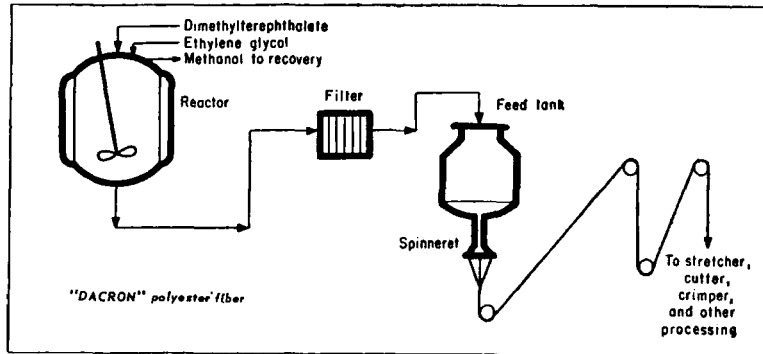 Dimethylterephthalate
Ethylene glycol
Methanol to recovery
Reactor
Filter
Feed tank
Spinneret
To stretcher,
cutter,
crimper,
and other
processing
"DACRON" polyester fiber